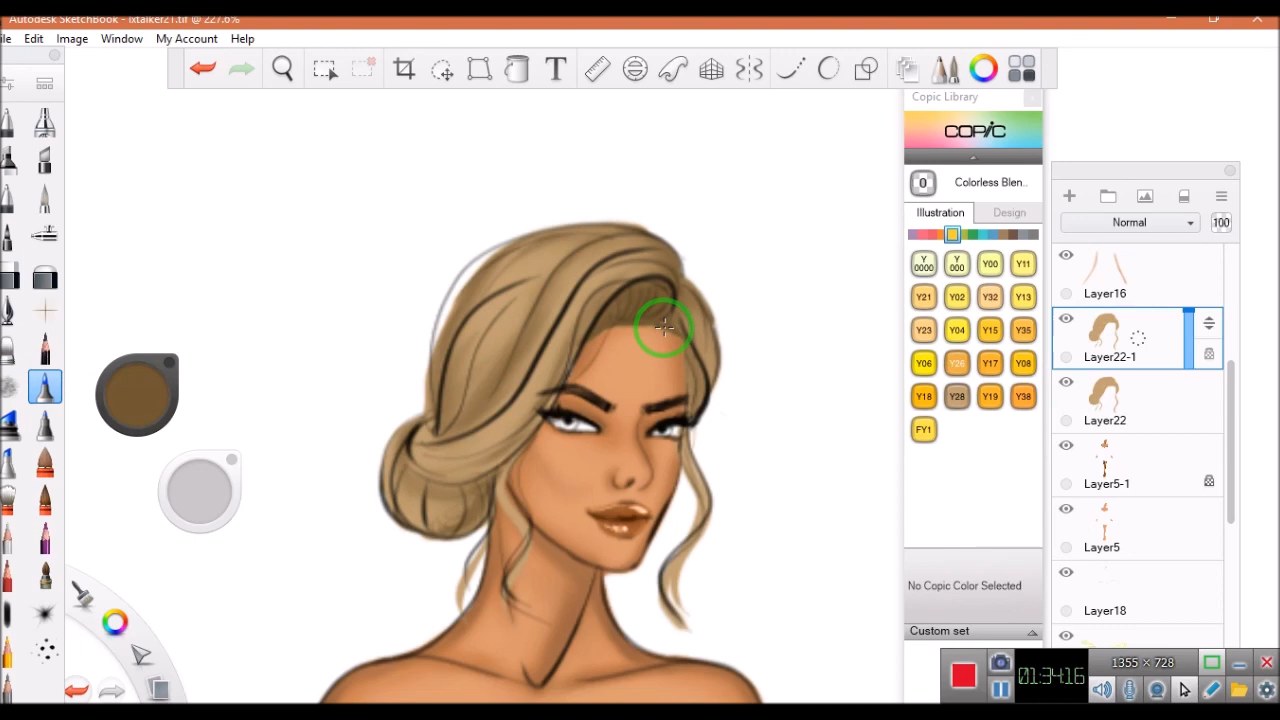 Autodesk SketchBook - ixtalker21.tif @ 227.6%
ile Edit Image Window My Account Help
T
Copic Library
COPIC
0 Colorless Blen..
Illustration Design
Y0000 Y000 Y00 Y11
Y21 Y02 Y32 Y13
Y23 Y04 Y15 Y35
Y06 Y26 Y17 Y08
Y18 Y28 Y19 Y38
FY1
No Copic Color Selected
Custom set
Normal 100
Layer16
Layer22-1
Layer22
Layer5-1
Layer5
Layer18
1355 × 728
01:34:16